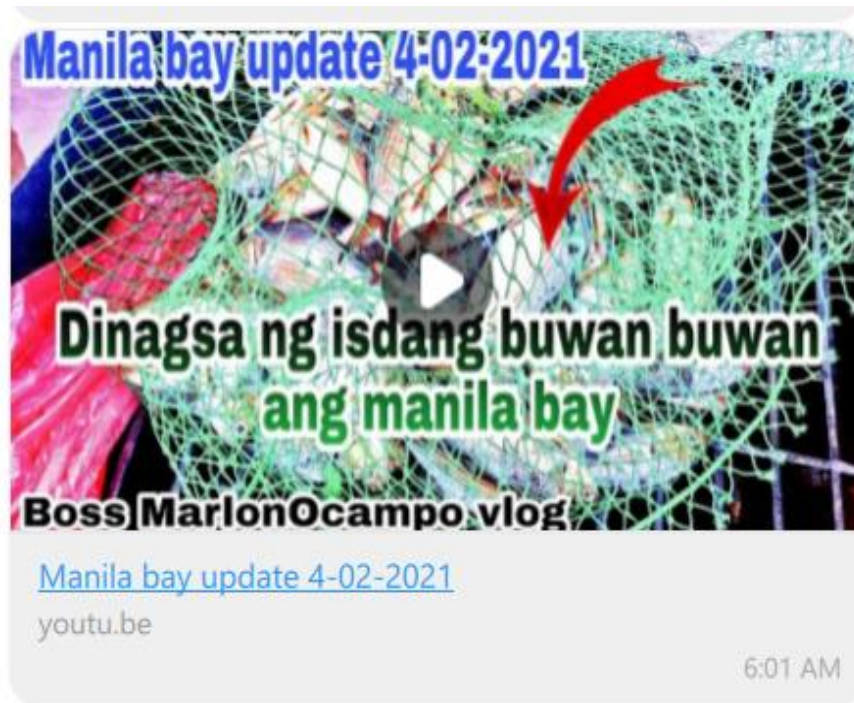 Manila bay update 4-02-2021
Dinagsa ng isdang buwan buwan
ang manila bay
Boss MarlonOcampo vlog
Manila bay update 4-02-2021
youtu.be
6:01 AM